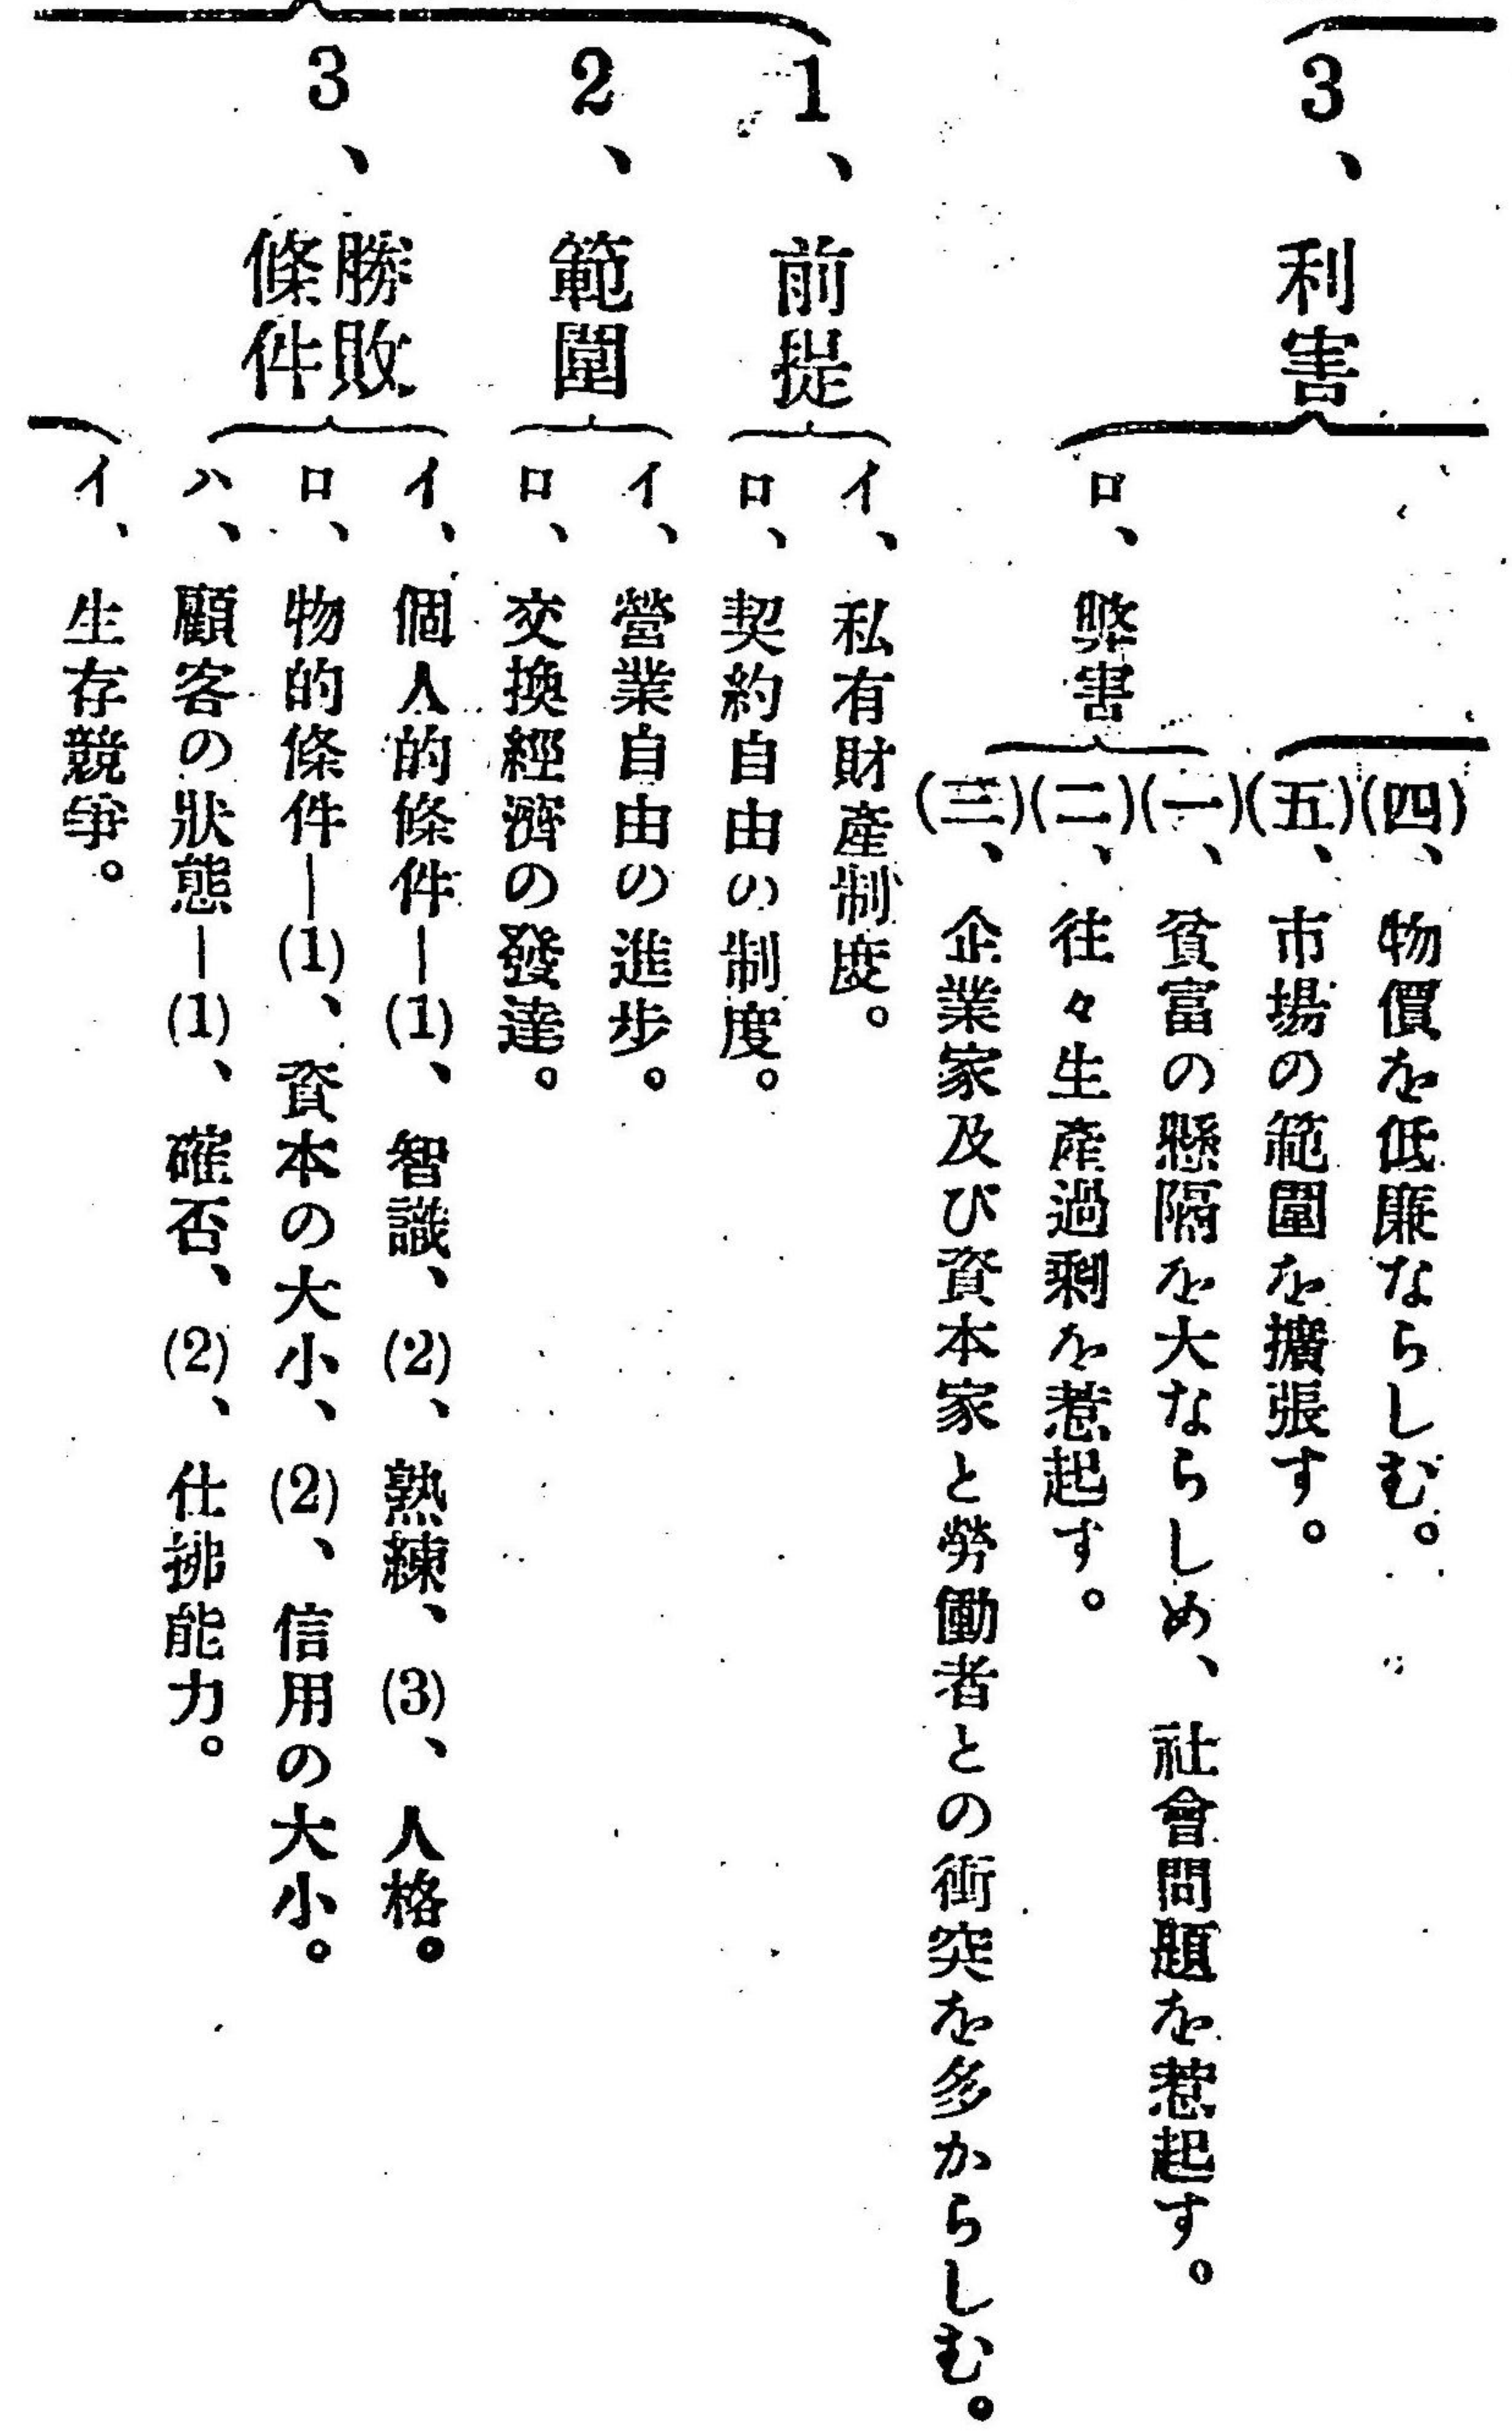 3、利害
(四)、物價を低廉ならしむ。
(五)、市場の範圍を擴張す。
ロ、弊害
(一)、貧富の懸隔を大ならしめ、社會問題を惹起す。
(二)、往々生產過剩を惹起す。
(三)、企業家及び資本家と勞働者との衝突を多からしむ。
1、前提
イ、私有財產制度。
ロ、契約自由の制度。
2、範圍
イ、營業自由の進步。
ロ、交換經濟の發達。
3、勝敗
條件
イ、個人的條件―(1)、智識、(2)、熟練、(3)、人格。
ロ、物的條件―(1)、資本の大小、(2)、信用の大小。
ハ、顧客の狀態―(1)、確否、(2)、仕拂能力。
イ、生存競爭。